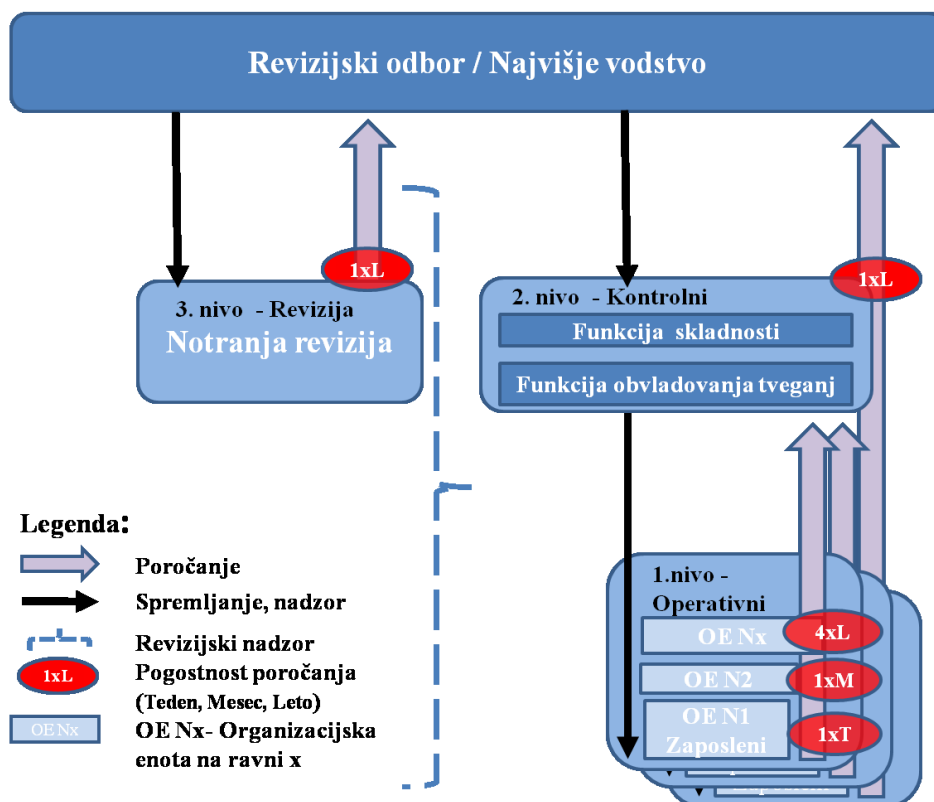 Revizijski odbor / Najvišje vodstvo
1xL
3. nivo - Revizija
Notranja revizija
1xL
2. nivo - Kontrolni
Funkcija skladnosti
Funkcija obvladovanja tveganj
1.nivo -
Operativni
OE Nx
4xL
OE N2
1xM
OE N1
Zaposleni
1xT
Legenda:
Poročanje
Spremljanje, nadzor
Revizijski nadzor
1xL
Pogostnost poročanja
(Teden, Mesec, Leto)
OE Nx
OE Nx- Organizacijska
enota na ravni x